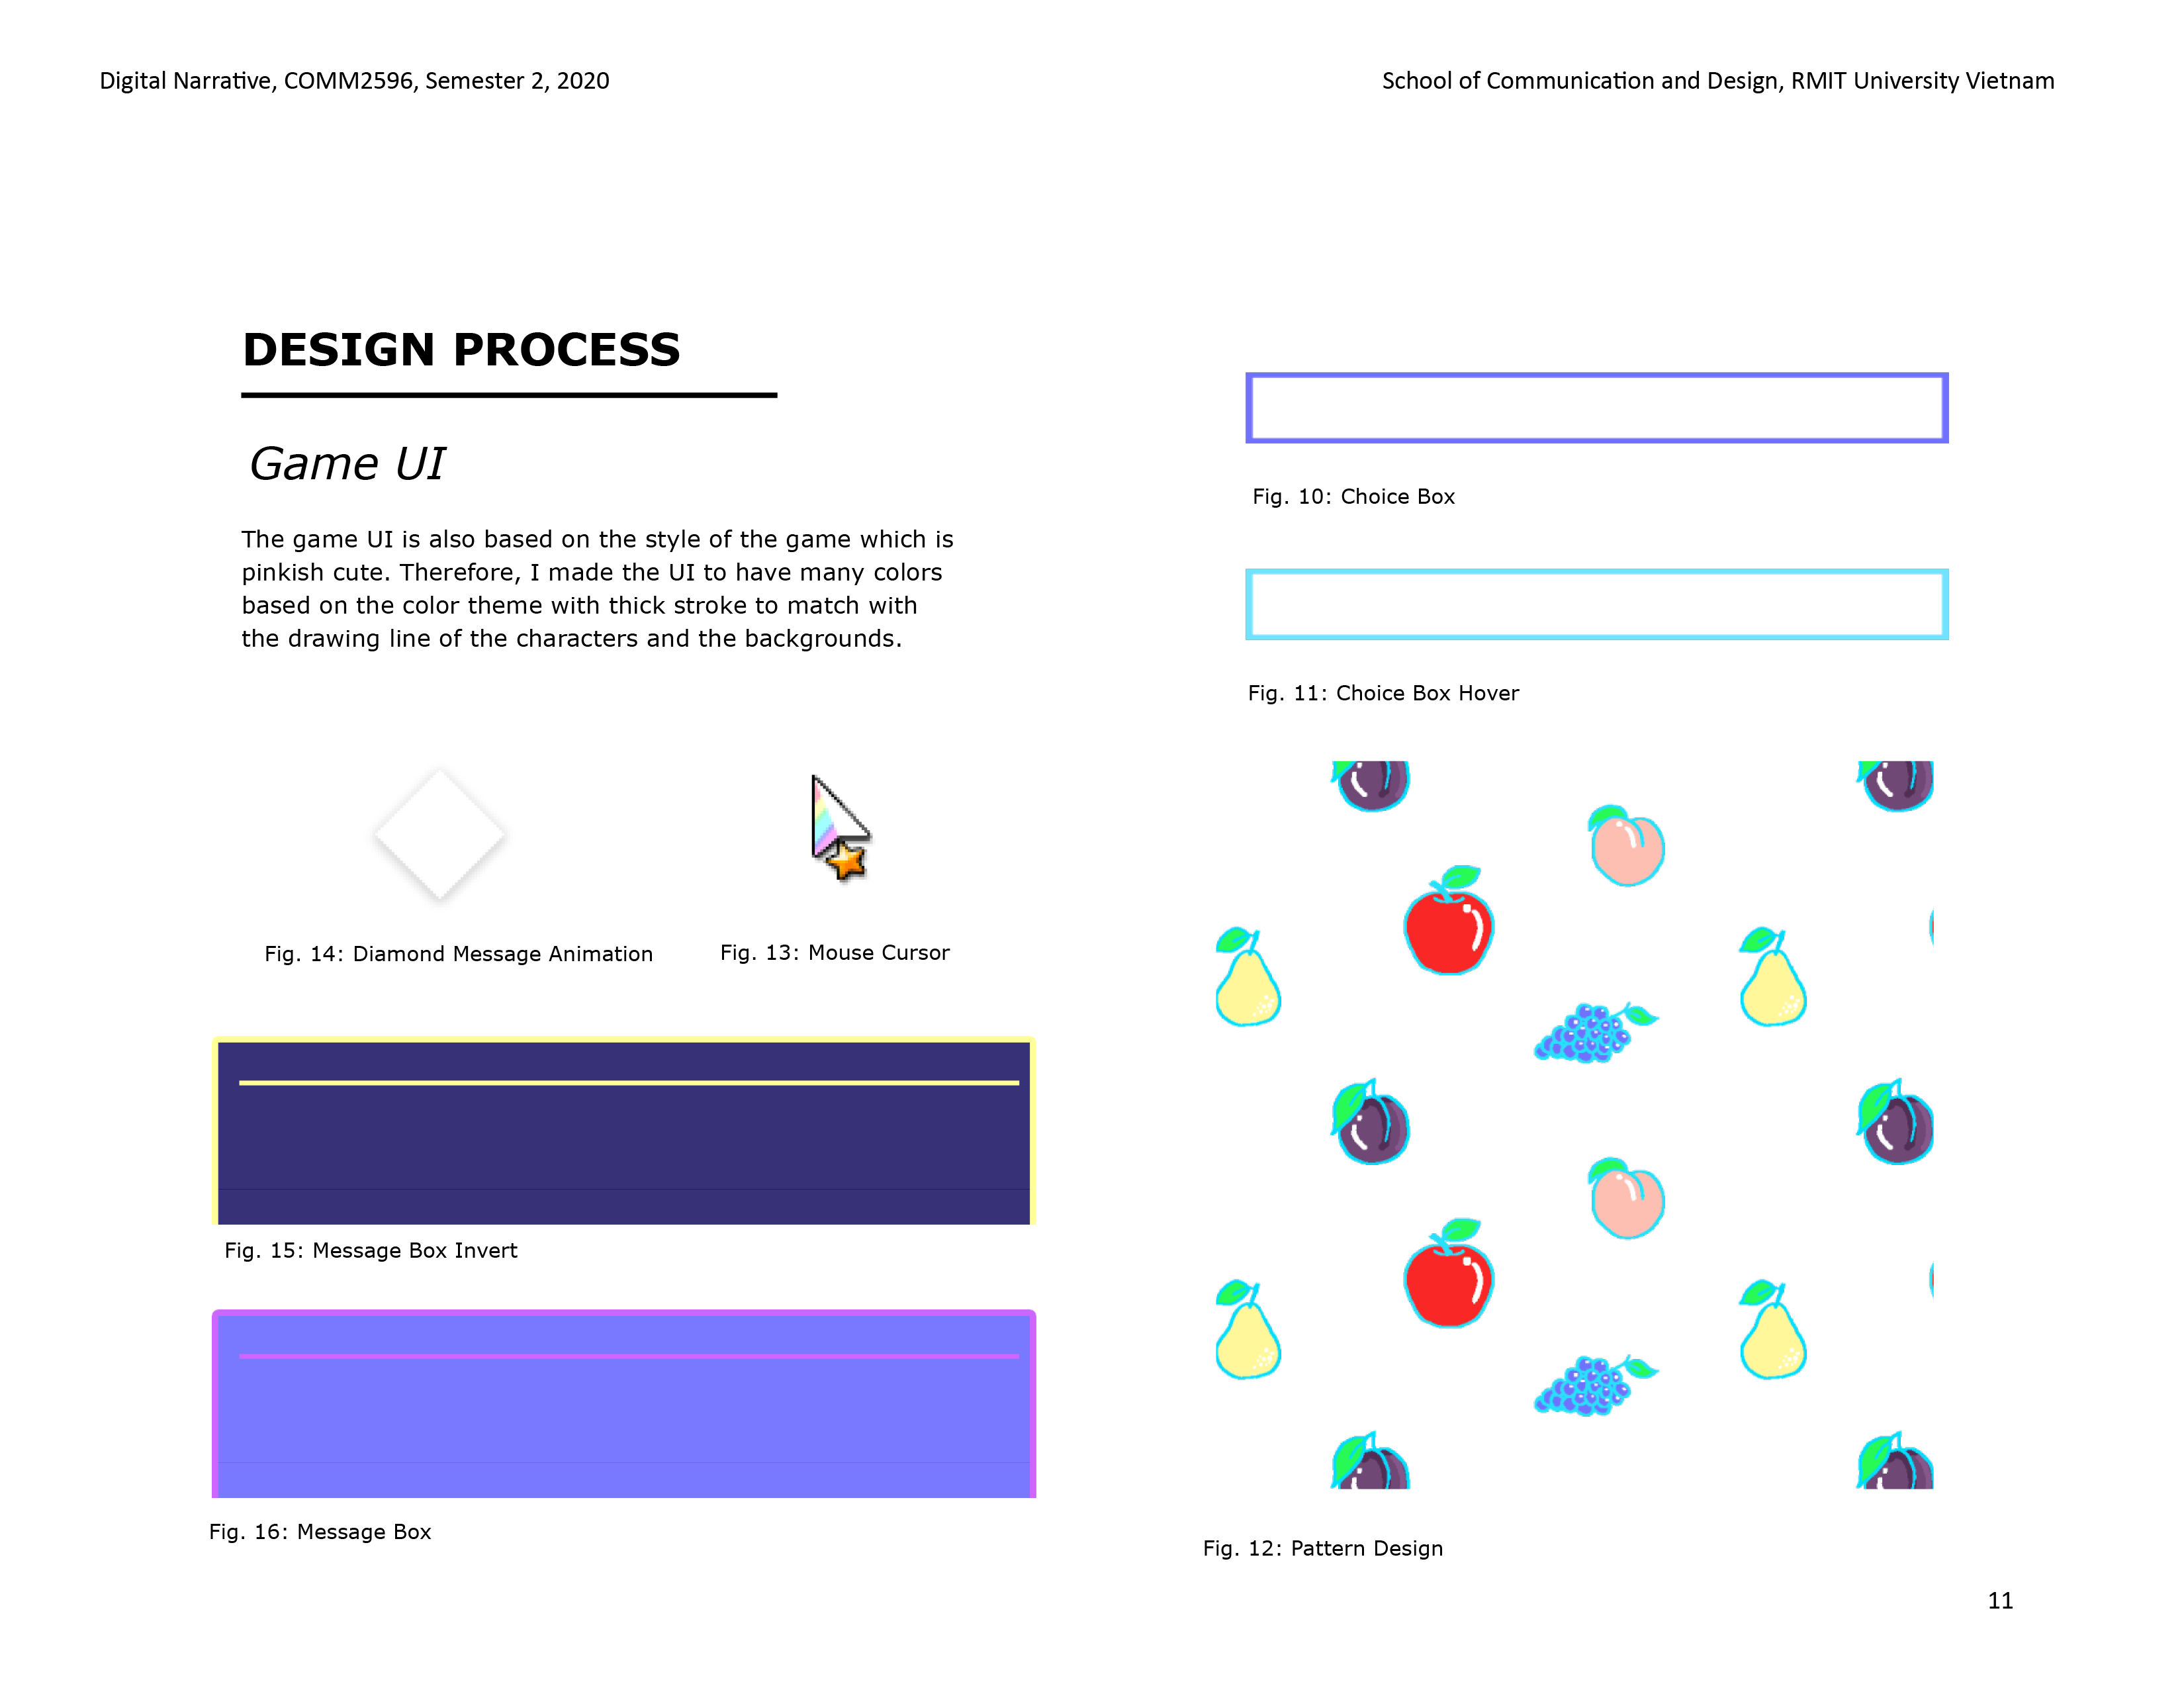 Digital Narrative, COMM2596, Semester 2, 2020
School of Communication and Design, RMIT University Vietnam
DESIGN PROCESS
Game UI
The game UI is also based on the style of the game which is
pinkish cute. Therefore, I made the UI to have many colors
based on the color theme with thick stroke to match with
the drawing line of the characters and the backgrounds.
Fig. 14: Diamond Message Animation
Fig. 13: Mouse Cursor
Fig. 15: Message Box Invert
Fig. 16: Message Box
Fig. 10: Choice Box
Fig. 11: Choice Box Hover
Fig. 12: Pattern Design
11